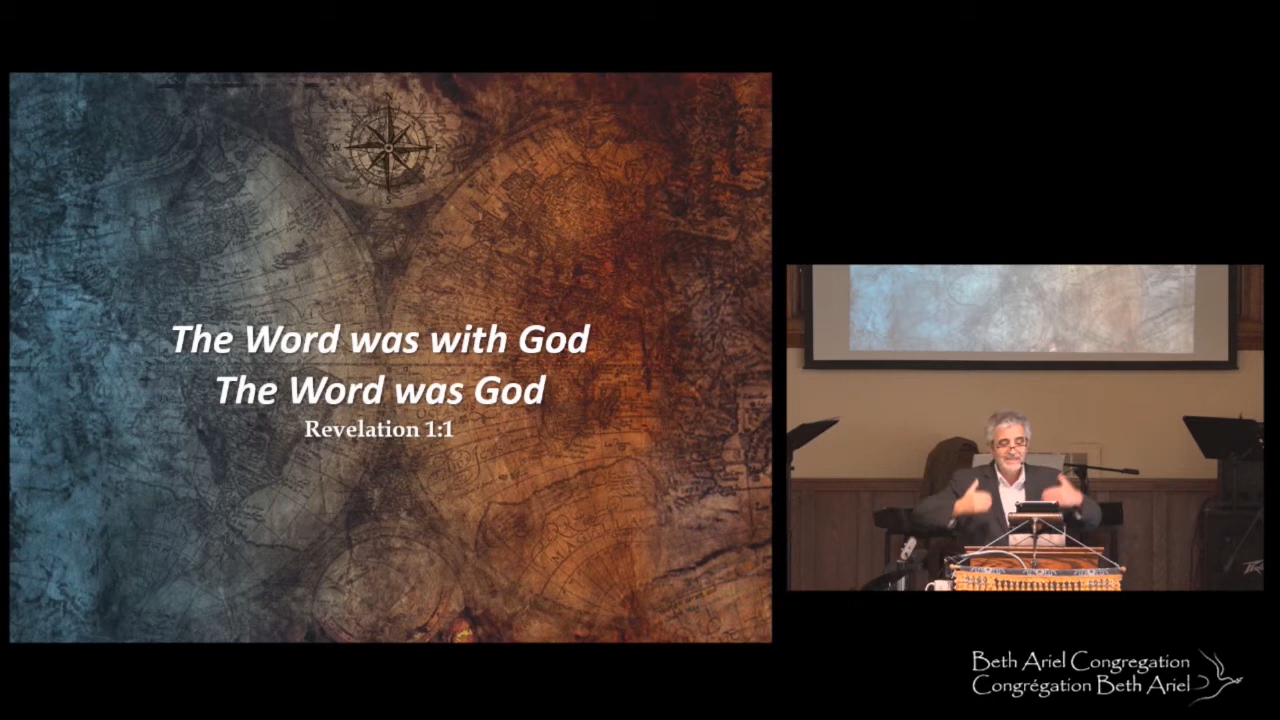 N
W
E
S
The Word was with God
The Word was God
Revelation 1:1
Beth Ariel Congregation
Congrégation Beth Ariel